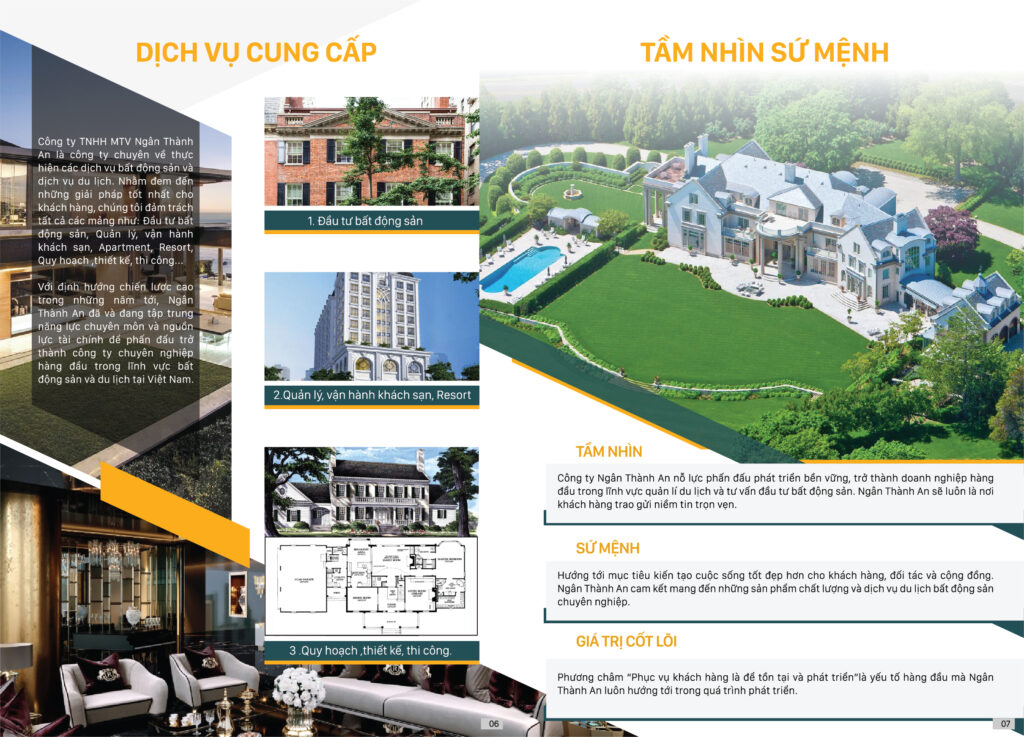 DỊCH VỤ CUNG CẤP
Công ty TNHH MTV Ngân Thành
An là công ty chuyên về thực
hiện các dịch vụ bất động sản và
dịch vụ du lịch. Nhằm đem đến
những giải pháp tốt nhất cho
khách hàng, chúng tôi đảm trách
tất cả các mảng như: Đầu tư bất
động sản, Quản lý, vận hành
khách sạn, Apartment, Resort,
Quy hoạch ,thiết kế, thi công...
Với định hướng chiến lược cao
trong những năm tới, Ngân
Thành An đã và đang tập trung
năng lực chuyên môn và nguồn
lực tài chính để phấn đấu trở
thành công ty chuyên nghiệp
hàng đầu trong lĩnh vực bất
động sản và du lịch tại Việt Nam.
1. Đầu tư bất động sản
2.Quản lý, vận hành khách sạn, Resort
3 .Quy hoạch ,thiết kế, thi công.
06
TẦM NHÌN SỨ MỆNH
TẦM NHÌN
Công ty Ngân Thành An nỗ lực phấn đấu phát triển bền vững, trở thành doanh nghiệp hàng
đầu trong lĩnh vực quản lí du lịch và tư vấn đầu tư bất động sản. Ngân Thành An sẽ luôn là nơi
khách hàng trao gửi niềm tin trọn vẹn.
SỨ MỆNH
Hướng tới mục tiêu kiến tạo cuộc sống tốt đẹp hơn cho khách hàng, đối tác và cộng đồng.
Ngân Thành An cam kết mang đến những sản phẩm chất lượng và dịch vụ du lịch bất động sản
chuyên nghiệp.
GIÁ TRỊ CỐT LÕI
Phương châm “Phục vụ khách hàng là để tồn tại và phát triển”là yếu tố hàng đầu mà Ngân
Thành An luôn hướng tới trong quá trình phát triển.
07